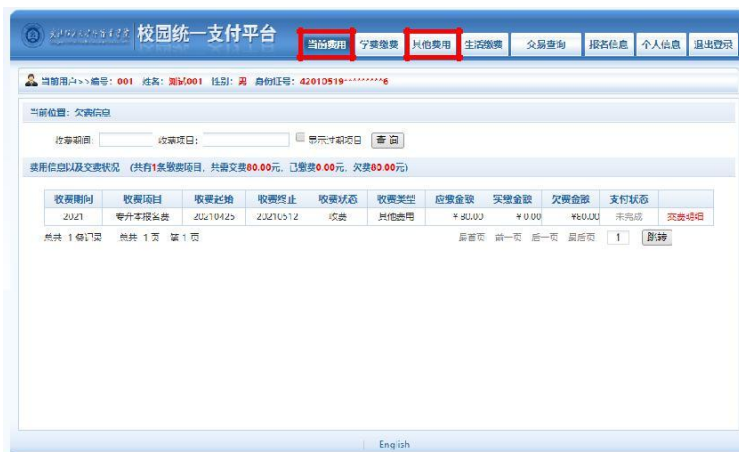 校园统一支付平台
当前费用 学费缴费 其他费用 生活缴费 交易查询 报名信息 个人信息 退出登录
当前用户>>编号：001 姓名：测试001 性别：男 身份证号：42010519*********6
当前位置：欠费信息
收费期间： 收费项目： 显示过期项目 查询
费用信息以及交费状况 (共有1条缴费项目，共需交费80.00元，已缴费0.00元，欠费80.00元)
收费期间 收费项目 收费起始 收费终止 收费状态 收费类型 应缴金额 实缴金额 欠费金额 支付状态
2021 专升本报名费 20210425 20210512 收费 其他费用 ￥80.00 ￥0.00 ￥80.00 未完成 交费明细
总共 1 条记录 总共 1 页 第 1 页 最首页 前一页 后一页 最后页 1 跳转
English